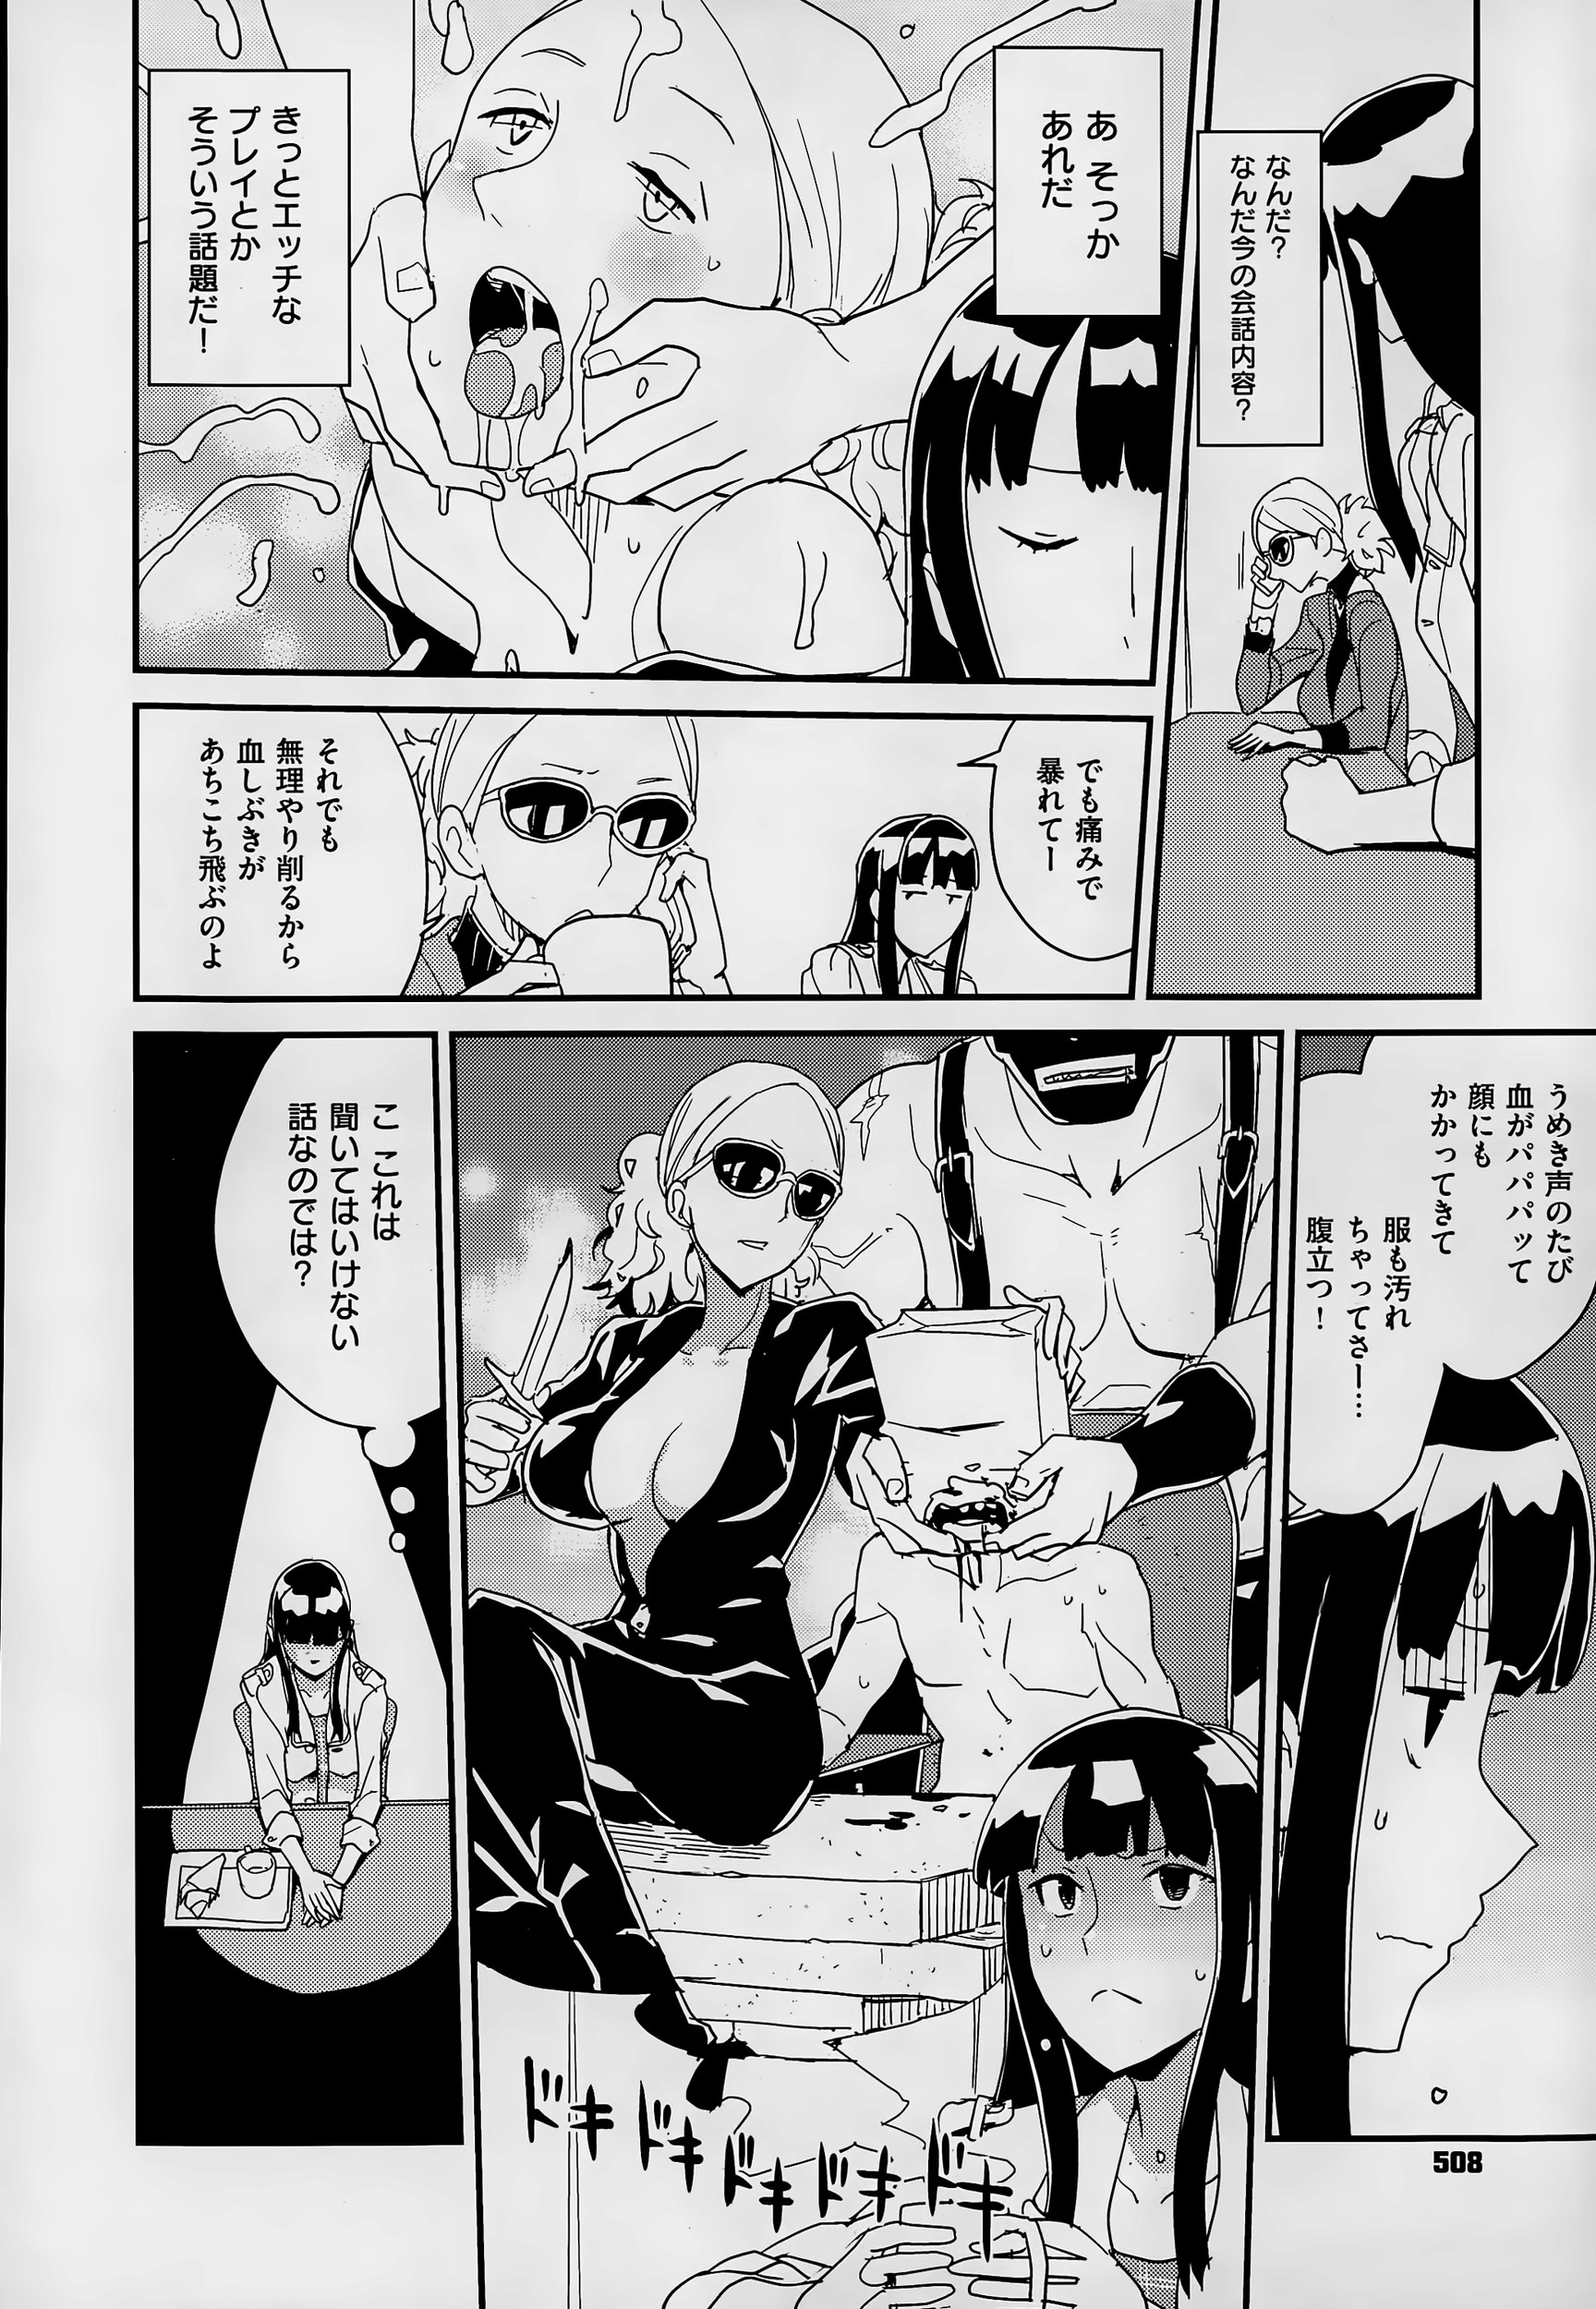 なんだ?
なんだ今の会話内容?
あ そっか
あれだ
きっとエッチな
プレイとか
そういう話題だ!
でも痛みで
暴れてー
それでも
無理やり削るから
血しぶきが
あちこち飛ぶのよ
うめき声のたび
血がパパパッて
顔にも
かかってきて
服も汚れ
ちゃってさー…
腹立つ!
ドキ
ドキ
ドキ
ドキ
ドキ
こ これは
聞いてはいけない
話なのでは?
508